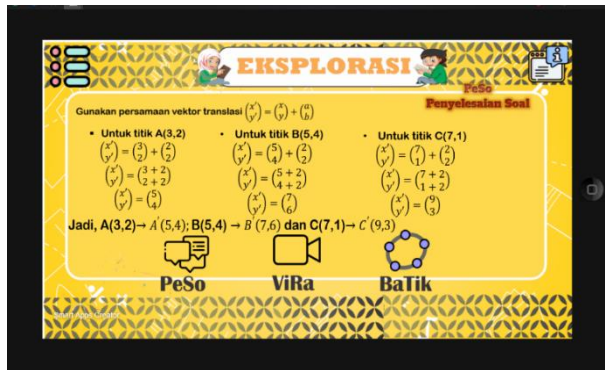 EKSPLORASI
PeSo
Penyelesaian Soal
Gunakan persamaan vektor translasi (x' y') = (x y) + (a b)
▪ Untuk titik A(3,2)
(x' y') = (3 2) + (2 2)
(x' y') = (3 + 2 2 + 2)
(x' y') = (5 4)
• Untuk titik B(5,4)
(x' y') = (5 4) + (2 2)
(x' y') = (5 + 2 4 + 2)
(x' y') = (7 6)
• Untuk titik C(7,1)
(x' y') = (7 1) + (2 2)
(x' y') = (7 + 2 1 + 2)
(x' y') = (9 3)
Jadi, A(3,2)→ A'(5,4); B(5,4) → B'(7,6) dan C(7,1)→ C'(9,3)
PeSo
ViRa
BaTik
Smart Apps Creator